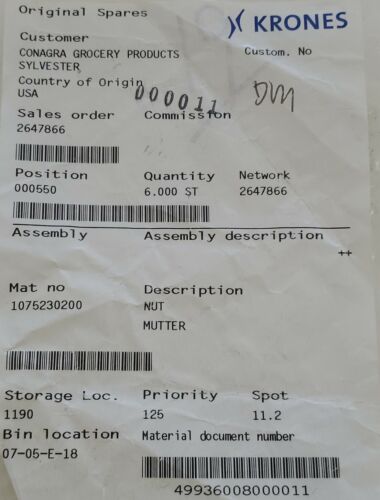 Original Spares
KRONES
Customer
Custom. No
CONAGRA GROCERY PRODUCTS
SYLVESTER
Country of Origin
USA
000011
DM
Sales order Commission
2647866
Position Quantity Network
000550 6.000 ST 2647866
Assembly Assembly description
++
Mat no Description
1075230200 NUT
MUTTER
Storage Loc. Priority Spot
1190 125 11.2
Bin location Material document number
07-05-E-18
49936008000011